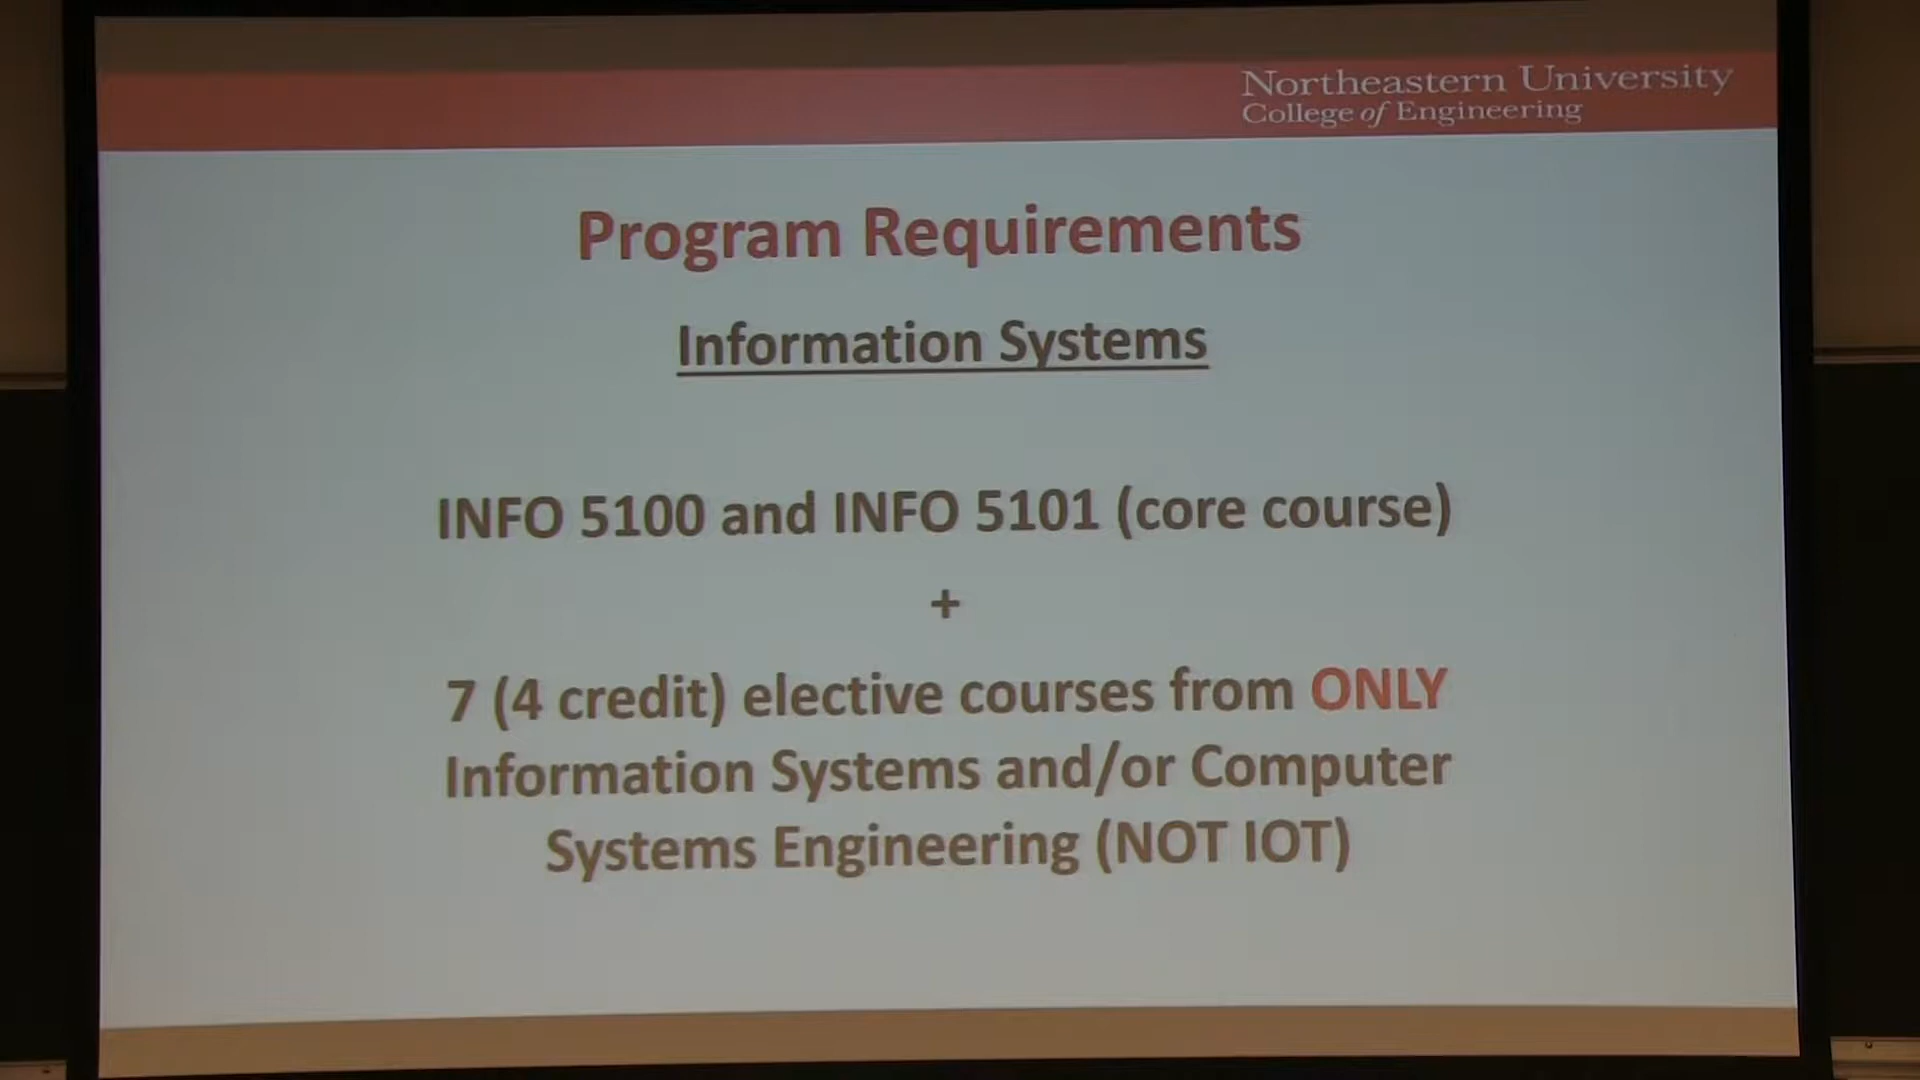 Northeastern University
College of Engineering
Program Requirements
Information Systems
INFO 5100 and INFO 5101 (core course)
+
7 (4 credit) elective courses from ONLY
Information Systems and/or Computer
Systems Engineering (NOT IOT)